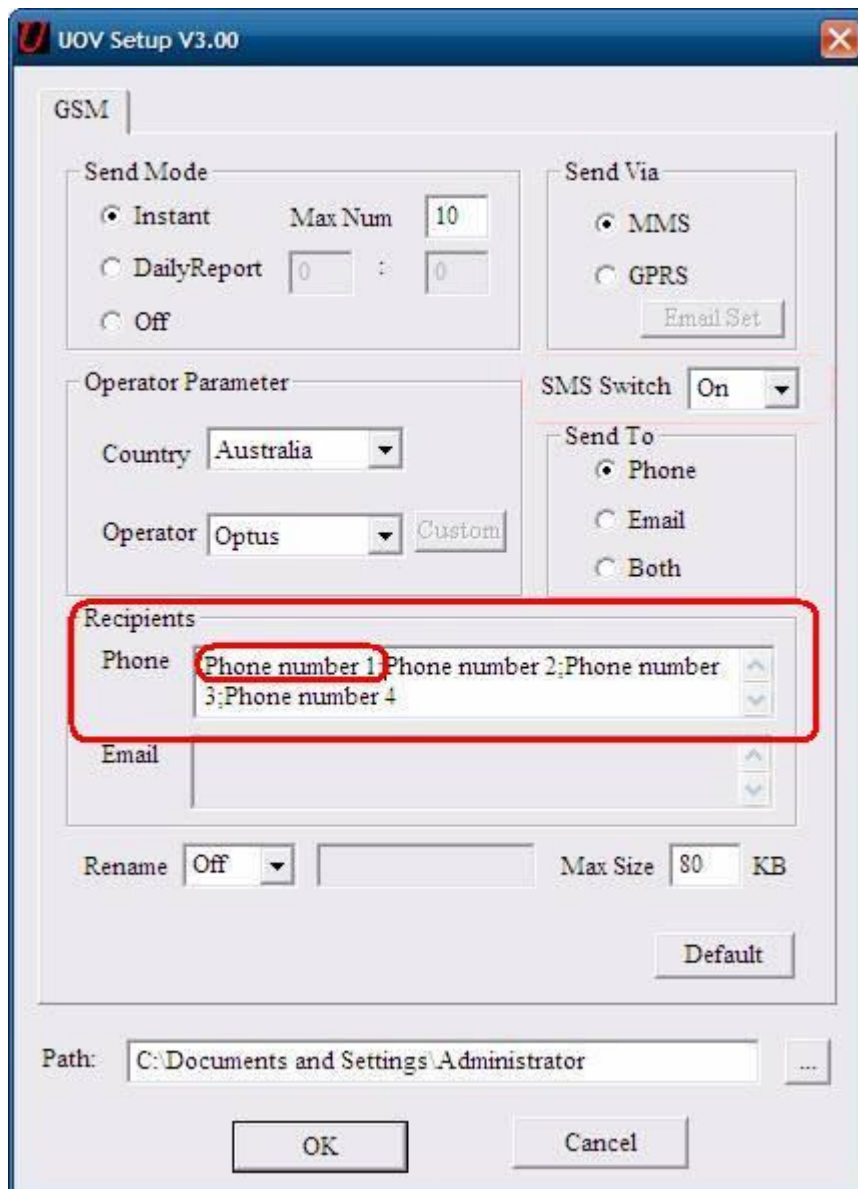 UOV Setup V3.00
GSM
Send Mode
Instant Max Num 10
DailyReport 0 : 0
Off
Send Via
MMS
GPRS
Email Set
Operator Parameter
Country Australia
Operator Optus Custom
SMS Switch On
Send To
Phone
Email
Both
Recipients
Phone Phone number 1;Phone number 2;Phone number
3;Phone number 4
Email
Rename Off Max Size 80 KB
Default
Path: C:\Documents and Settings\Administrator ...
OK Cancel